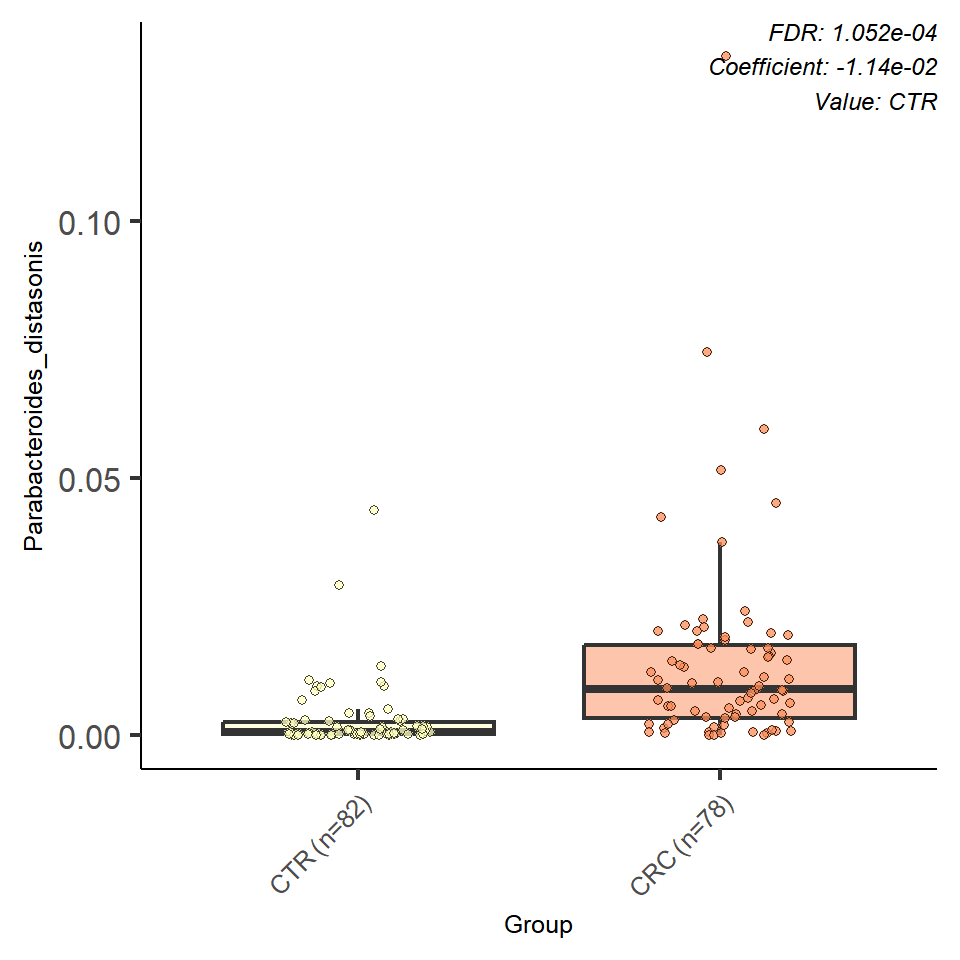 FDR: 1.052e-04
Coefficient: -1.14e-02
Value: CTR
0.10
0.05
0.00
Parabacteroides_distasonis
CTR (n=82)
CRC (n=78)
Group